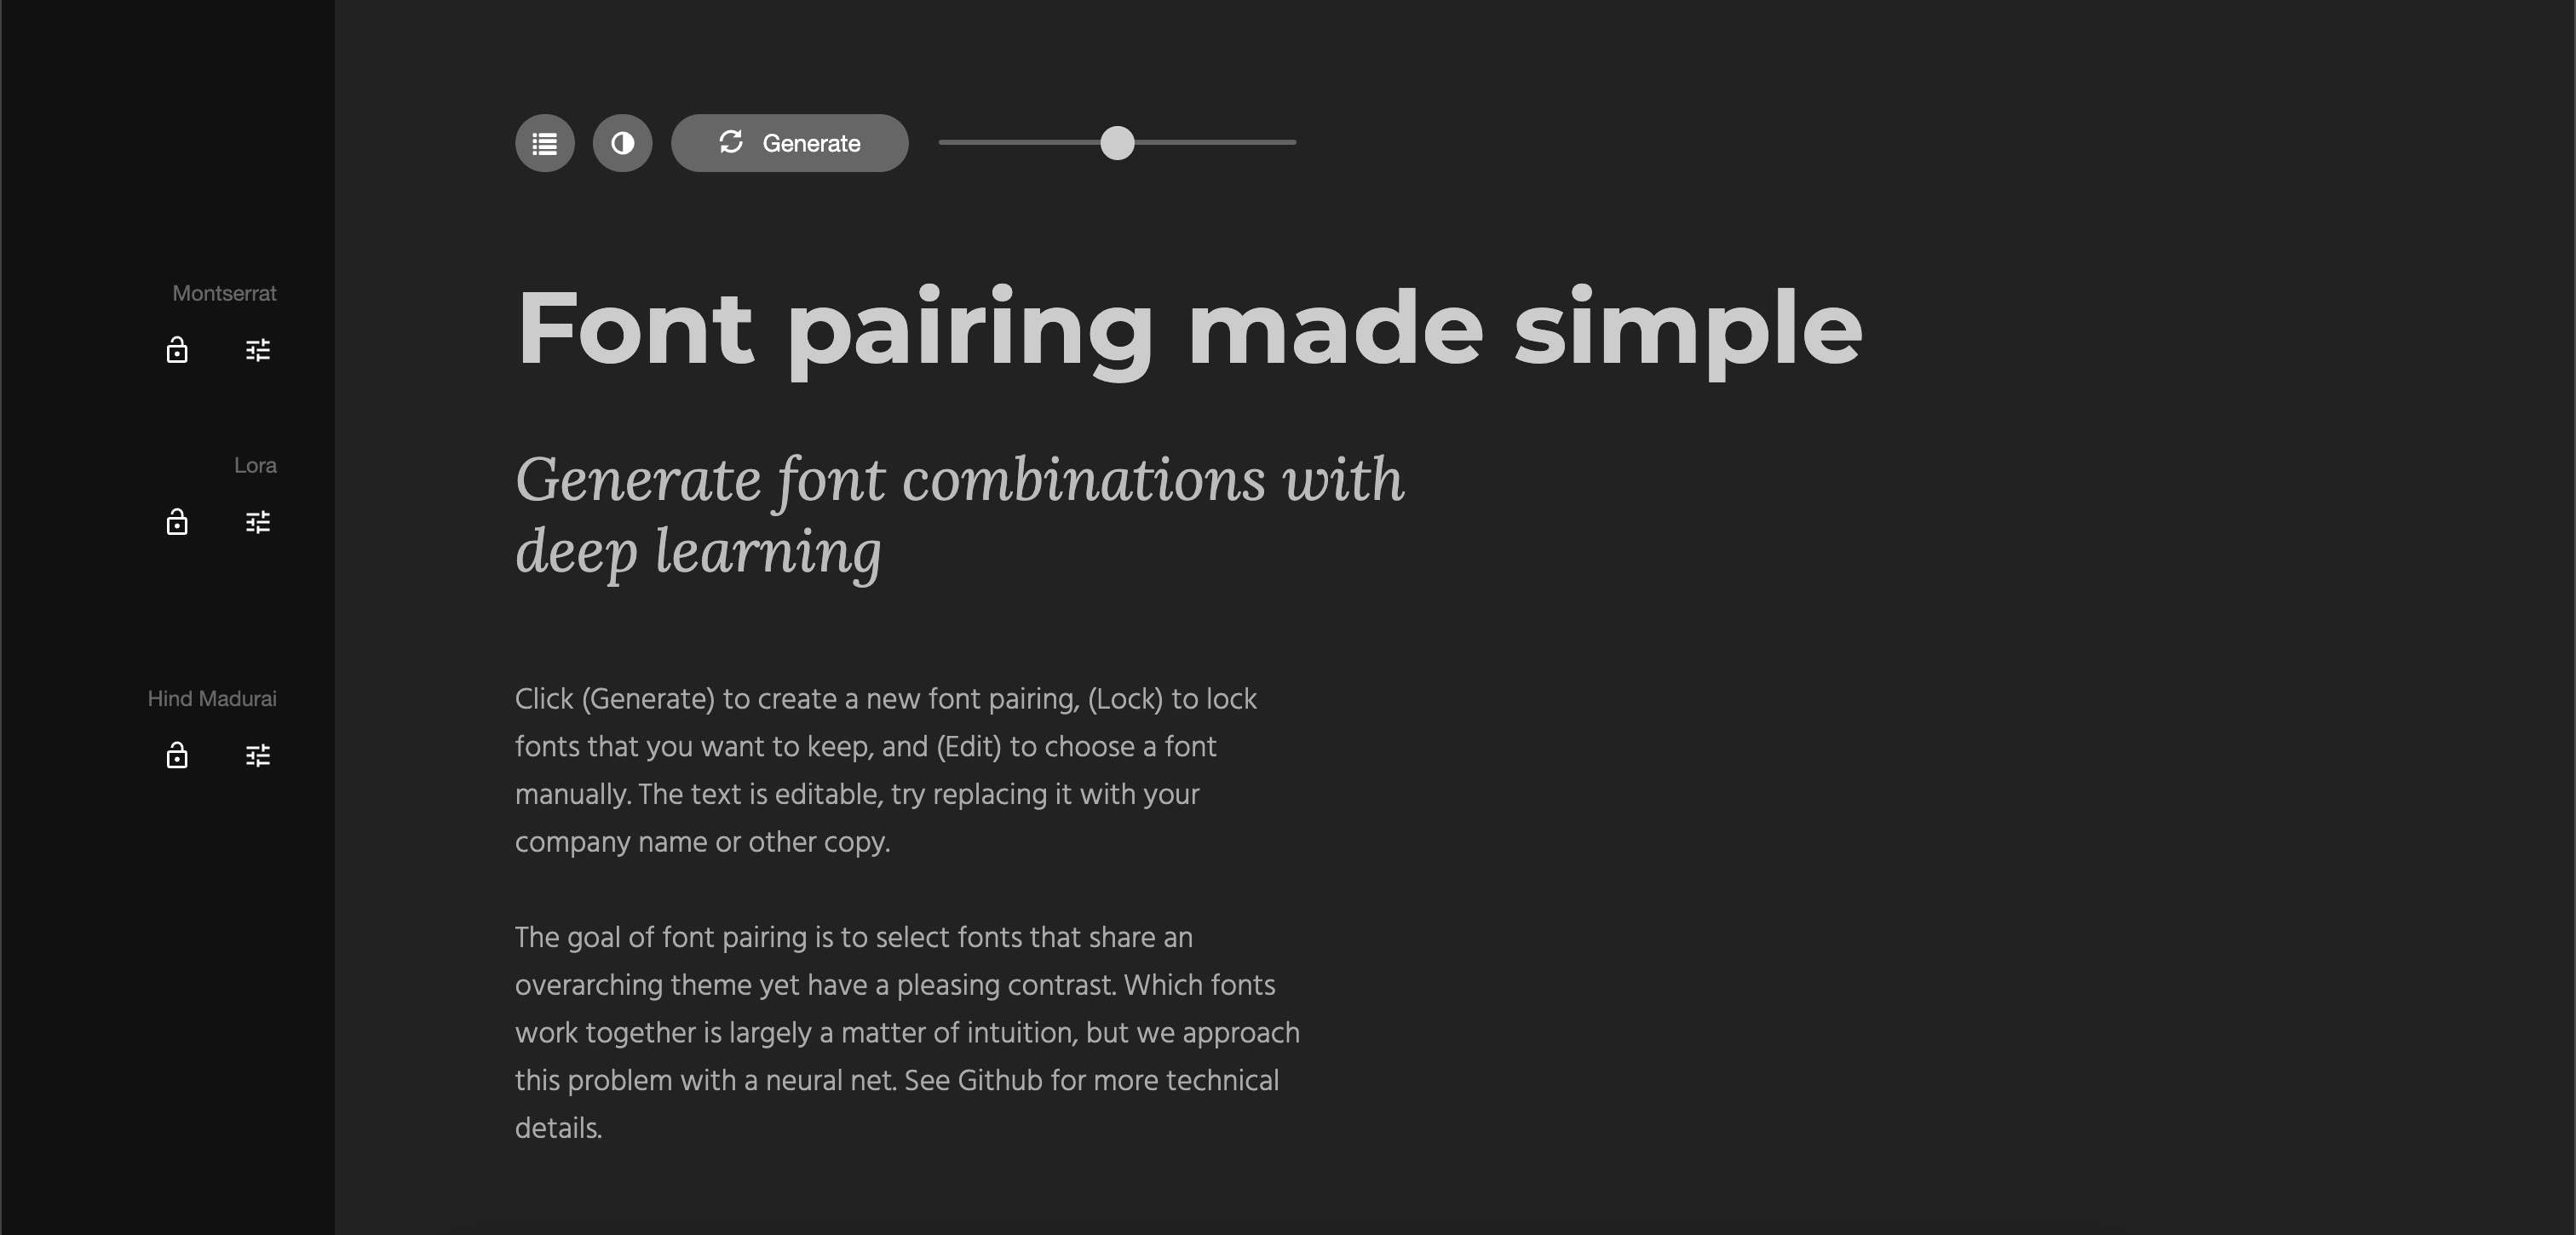 Generate
Montserrat
Font pairing made simple
Lora
Generate font combinations with
deep learning
Hind Madurai
Click (Generate) to create a new font pairing, (Lock) to lock
fonts that you want to keep, and (Edit) to choose a font
manually. The text is editable, try replacing it with your
company name or other copy.
The goal of font pairing is to select fonts that share an
overarching theme yet have a pleasing contrast. Which fonts
work together is largely a matter of intuition, but we approach
this problem with a neural net. See Github for more technical
details.